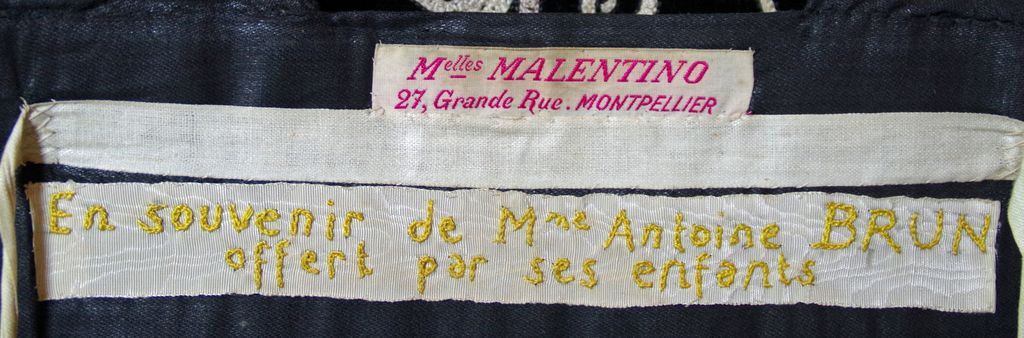 Melles MALENTINO
27, Grande Rue. MONTPELLIER
En souvenir de Mme Antoine BRUN
offert par ses enfants